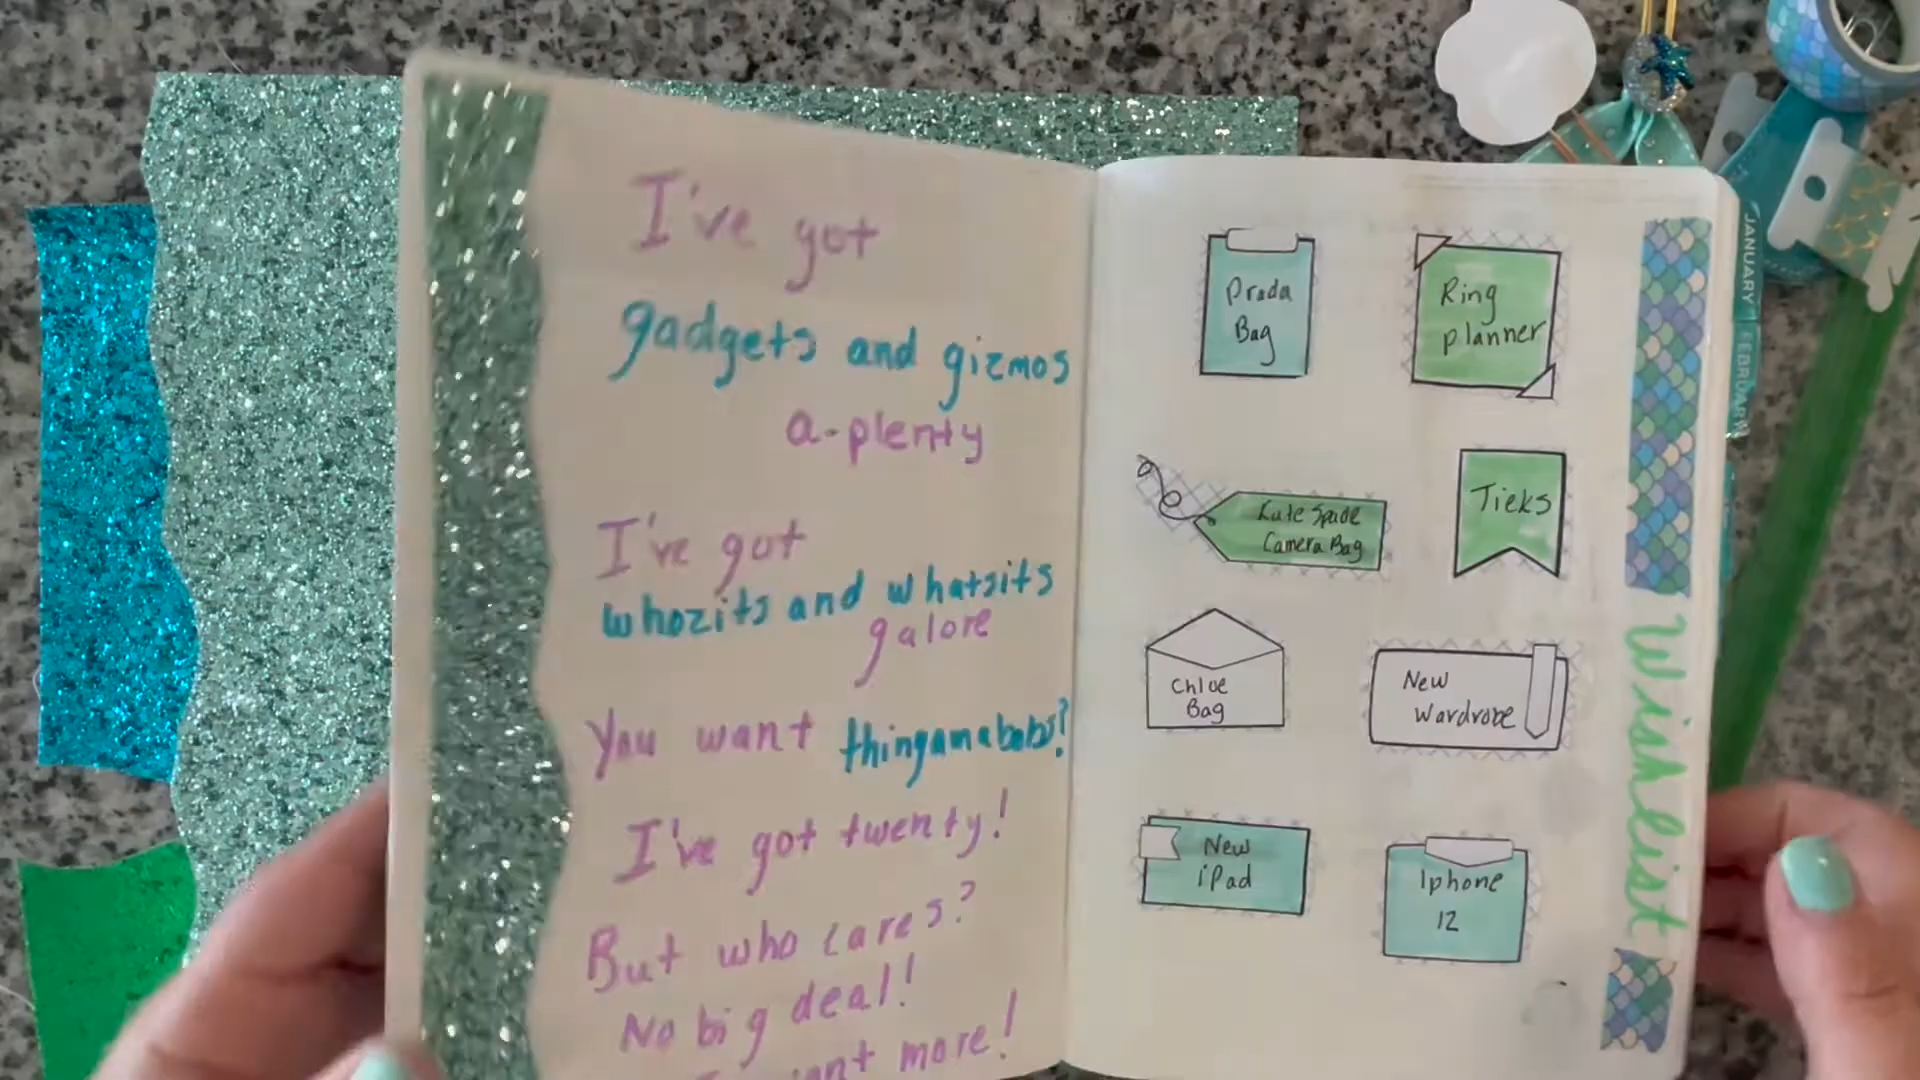 I've got
gadgets and gizmos
a-plenty
I've got
whozits and whatsits
galore
You want thingamabobs?
I've got twenty!
But who cares?
No big deal!
I want more!
Prada
Bag
Ring
planner
Kate Spade
Camera Bag
Tieks
Chloe
Bag
New
Wardrobe
New
iPad
Iphone
12
Wishlist
JANUARY
FEBRUARY